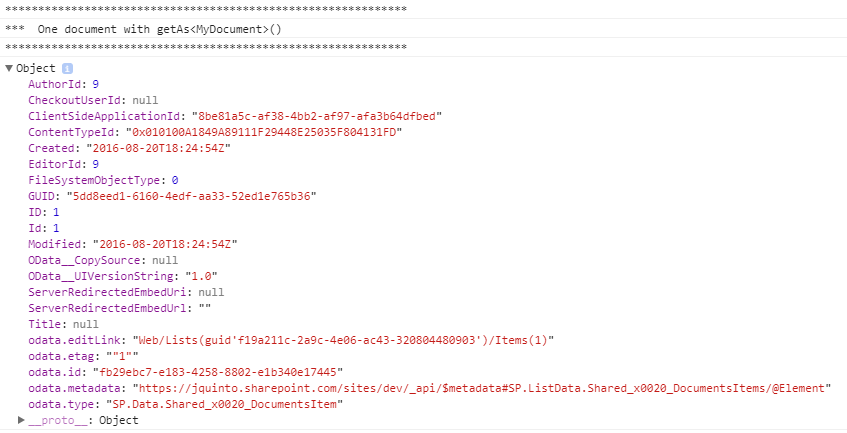 ************************************************************
***  One document with getAs<MyDocument>()
************************************************************
▼Object i
AuthorId: 9
CheckoutUserId: null
ClientSideApplicationId: "8be81a5c-af38-4bb2-af97-afa3b64dfbed"
ContentTypeId: "0x010100A1849A89111F29448E25035F804131FD"
Created: "2016-08-20T18:24:54Z"
EditorId: 9
FileSystemObjectType: 0
GUID: "5dd8eed1-6160-4edf-aa33-52ed1e765b36"
ID: 1
Id: 1
Modified: "2016-08-20T18:24:54Z"
OData__CopySource: null
OData__UIVersionString: "1.0"
ServerRedirectedEmbedUri: null
ServerRedirectedEmbedUrl: ""
Title: null
odata.editLink: "Web/Lists(guid'f19a211c-2a9c-4e06-ac43-320804480903')/Items(1)"
odata.etag: ""1""
odata.id: "fb29ebc7-e183-4258-8802-e1b340e17445"
odata.metadata: "https://jquinto.sharepoint.com/sites/dev/_api/$metadata#SP.ListData.Shared_x0020_DocumentsItems/@Element"
odata.type: "SP.Data.Shared_x0020_DocumentsItem"
▶__proto__: Object